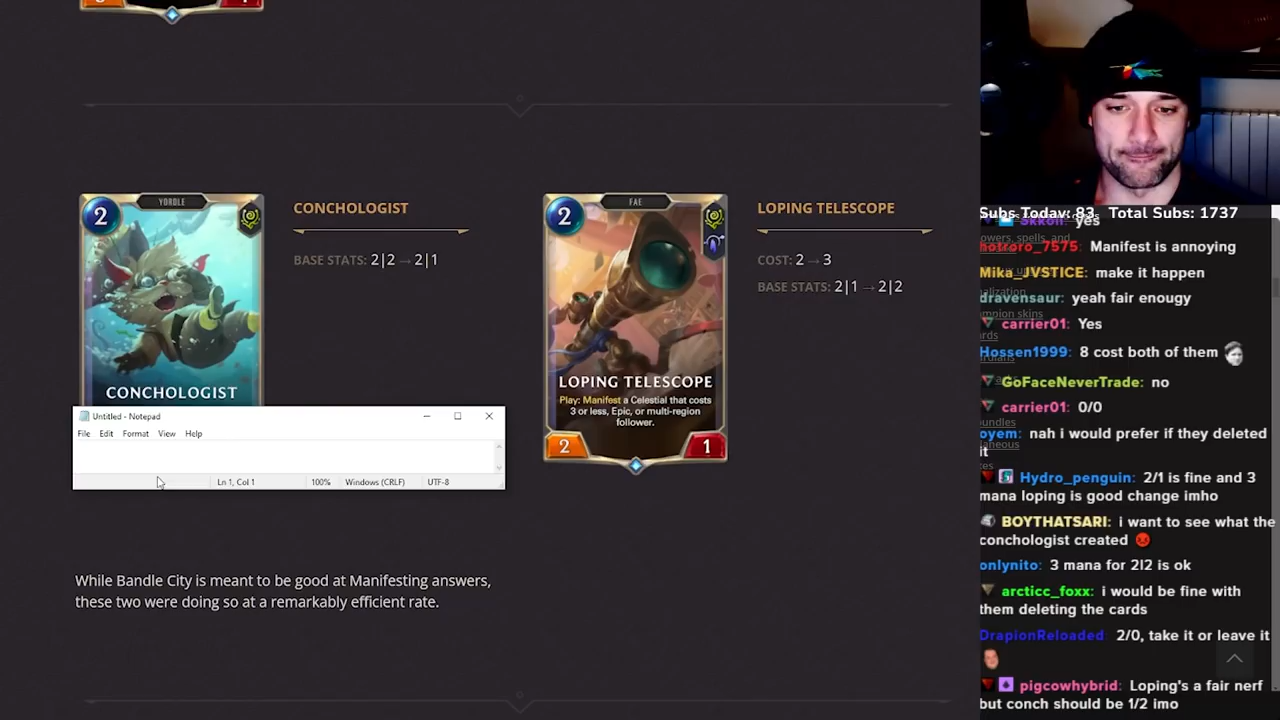 2
YORDLE
CONCHOLOGIST
BASE STATS: 2|2 → 2|1
CONCHOLOGIST
2
FAE
LOPING TELESCOPE
Play: Manifest a Celestial that costs
3 or less, Epic, or multi-region
follower.
2
1
LOPING TELESCOPE
COST: 2 → 3
BASE STATS: 2|1 → 2|2
Untitled - Notepad
File Edit Format View Help
Ln 1, Col 1 100% Windows (CRLF) UTF-8
While Bandle City is meant to be good at Manifesting answers,
these two were doing so at a remarkably efficient rate.
Subs Today: 83 Total Subs: 1737
yes
hotroro_7575: Manifest is annoying
Mika_JVSTICE: make it happen
dravensaur: yeah fair enougy
carrier01: Yes
Hossen1999: 8 cost both of them
GoFaceNeverTrade: no
carrier01: 0/0
oyem: nah i would prefer if they deleted
it
Hydro_penguin: 2/1 is fine and 3
mana loping is good change imho
BOYTHATSARI: i want to see what the
conchologist created
onlynito: 3 mana for 2l2 is ok
arcticc_foxx: i would be fine with
them deleting the cards
DrapionReloaded: 2/0, take it or leave it
pigcowhybrid: Loping's a fair nerf
but conch should be 1/2 imo